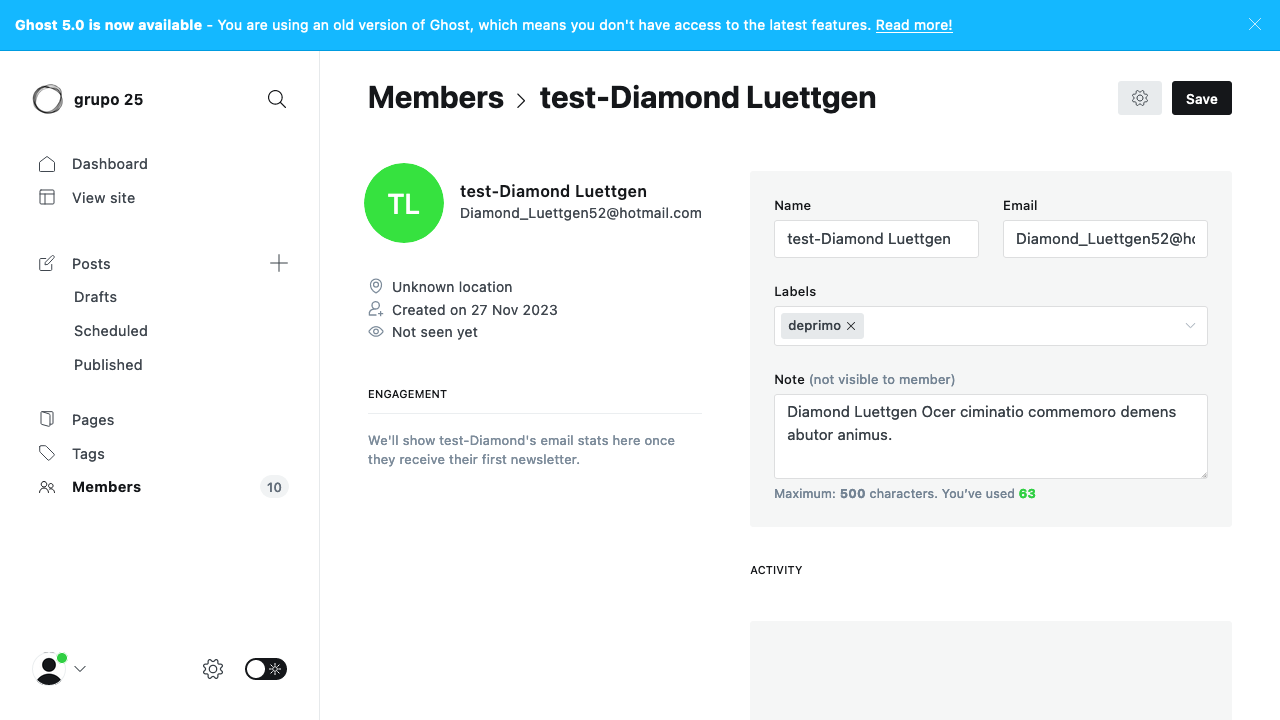 Ghost 5.0 is now available - You are using an old version of Ghost, which means you don't have access to the latest features. Read more!
grupo 25
Dashboard
View site
Posts
Drafts
Scheduled
Published
Pages
Tags
Members 10
Members › test-Diamond Luettgen
Save
TL
test-Diamond Luettgen
Diamond_Luettgen52@hotmail.com
Unknown location
Created on 27 Nov 2023
Not seen yet
ENGAGEMENT
We'll show test-Diamond's email stats here once
they receive their first newsletter.
Name
test-Diamond Luettgen
Email
Diamond_Luettgen52@ho
Labels
deprimo
Note (not visible to member)
Diamond Luettgen Ocer ciminatio commemoro demens
abutor animus.
Maximum: 500 characters. You've used 63
ACTIVITY